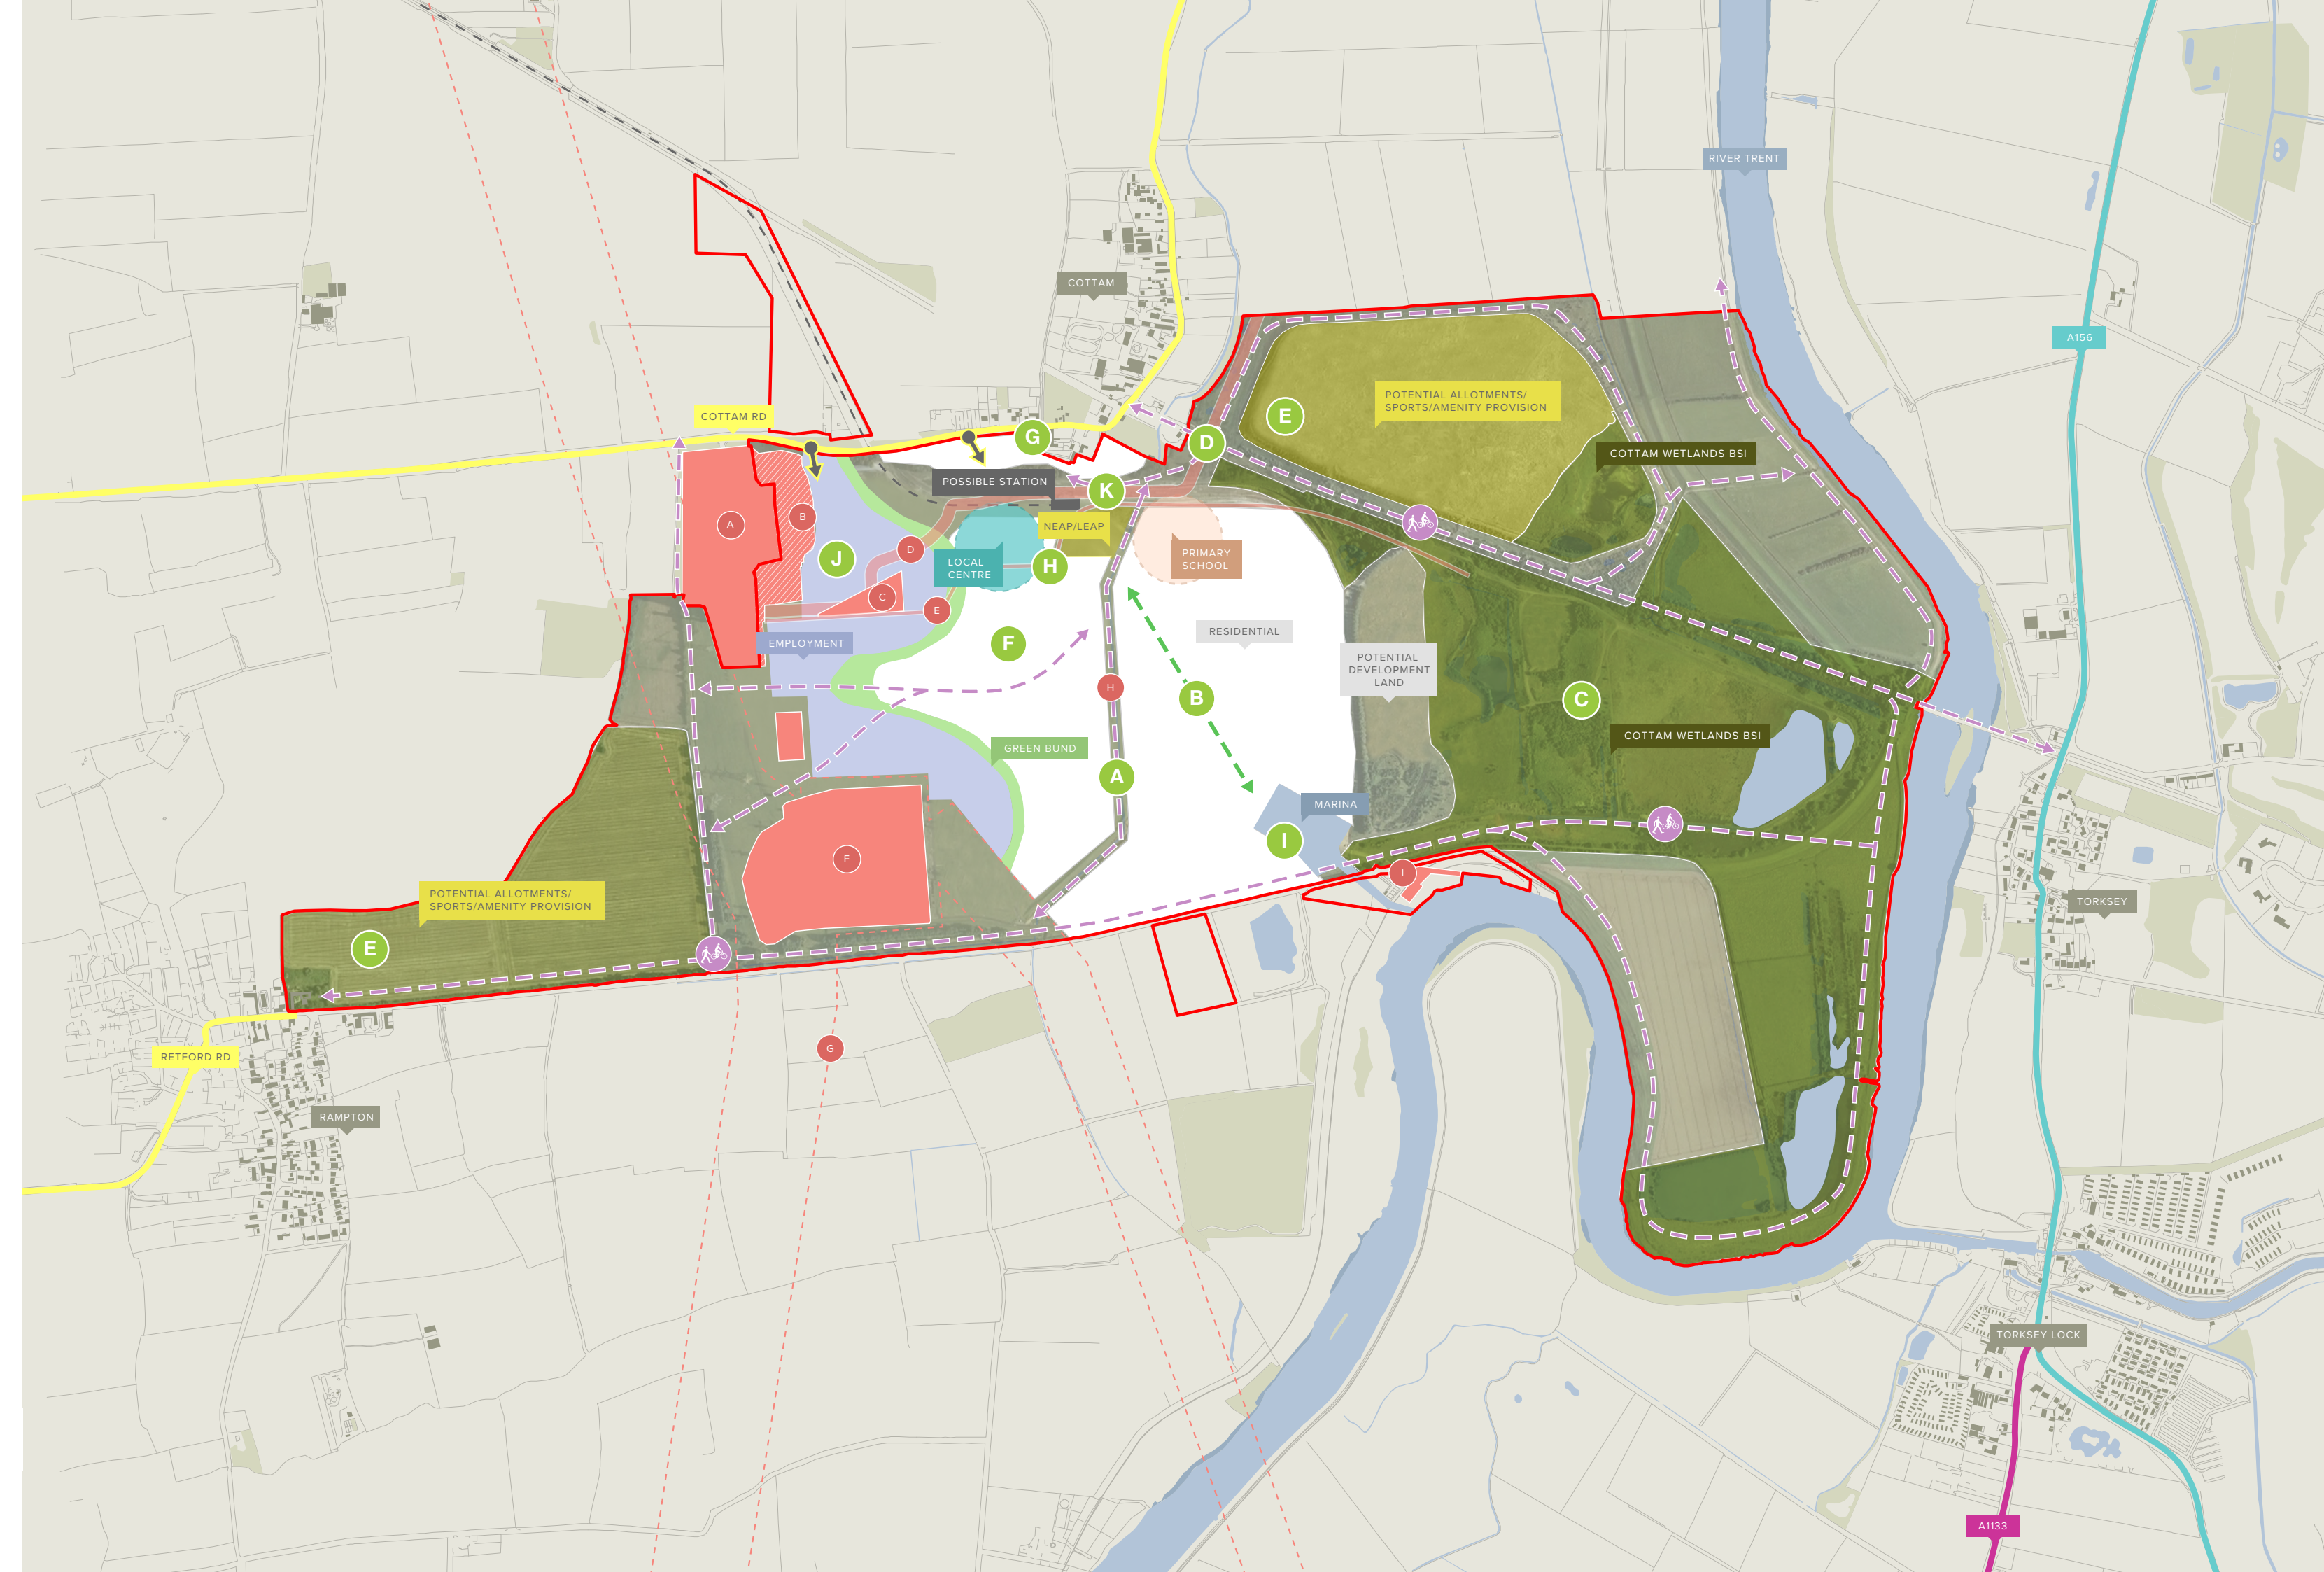 RIVER TRENT
COTTAM
A156
COTTAM RD
G
D
E
POTENTIAL ALLOTMENTS/
SPORTS/AMENITY PROVISION
COTTAM WETLANDS BSI
POSSIBLE STATION
K
A
B
NEAP/LEAP
J
D
LOCAL
CENTRE
H
PRIMARY
SCHOOL
C
E
EMPLOYMENT
F
RESIDENTIAL
POTENTIAL
DEVELOPMENT
LAND
H
B
C
GREEN BUND
COTTAM WETLANDS BSI
A
MARINA
I
F
I
POTENTIAL ALLOTMENTS/
SPORTS/AMENITY PROVISION
E
TORKSEY
G
RETFORD RD
RAMPTON
TORKSEY LOCK
A1133